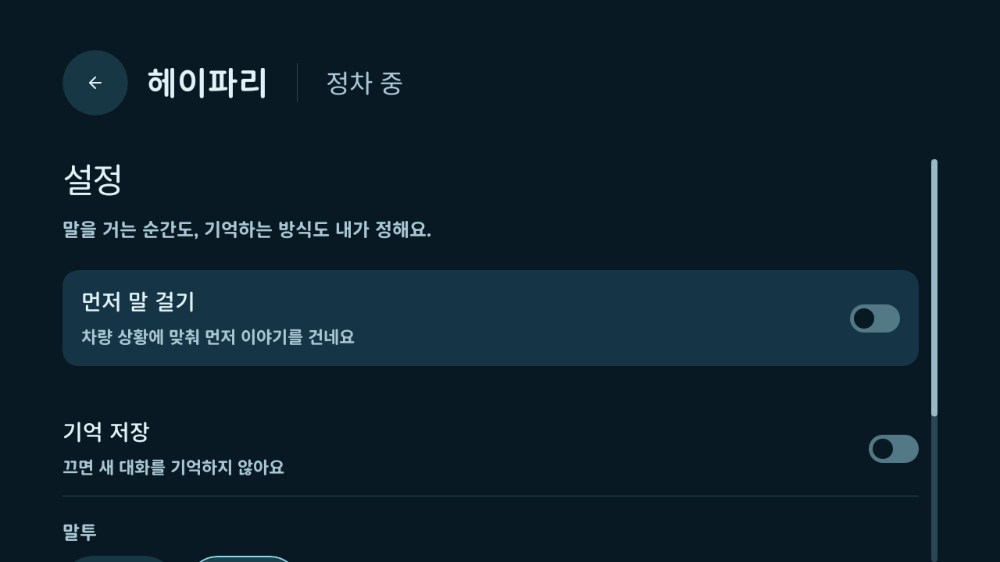 헤이파리
정차 중
설정
말을 거는 순간도, 기억하는 방식도 내가 정해요.
먼저 말 걸기
차량 상황에 맞춰 먼저 이야기를 건네요
기억 저장
끄면 새 대화를 기억하지 않아요
말투